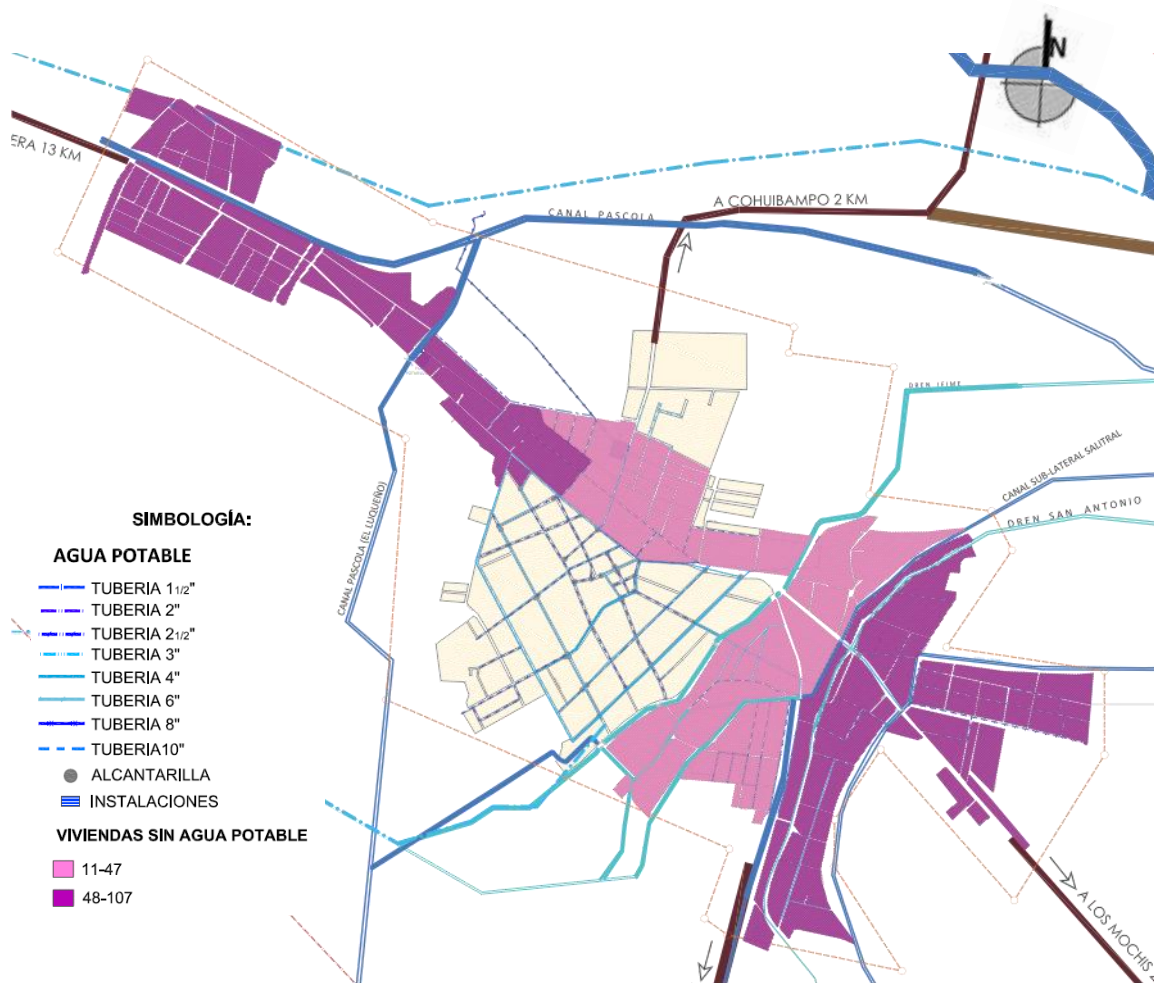 N
ERA 13 KM
A COHUIBAMPO 2 KM
CANAL PASCOLA
DREN JEIME
CANAL SUB-LATERAL SALITRAL
DREN SAN ANTONIO
CANAL PASCOLA (EL LUQUEÑO)
SIMBOLOGÍA:
AGUA POTABLE
TUBERIA 1 1/2"
TUBERIA 2"
TUBERIA 2 1/2"
TUBERIA 3"
TUBERIA 4"
TUBERIA 6"
TUBERIA 8"
TUBERIA10"
ALCANTARILLA
INSTALACIONES
VIVIENDAS SIN AGUA POTABLE
11-47
48-107
A LOS MOCHIS